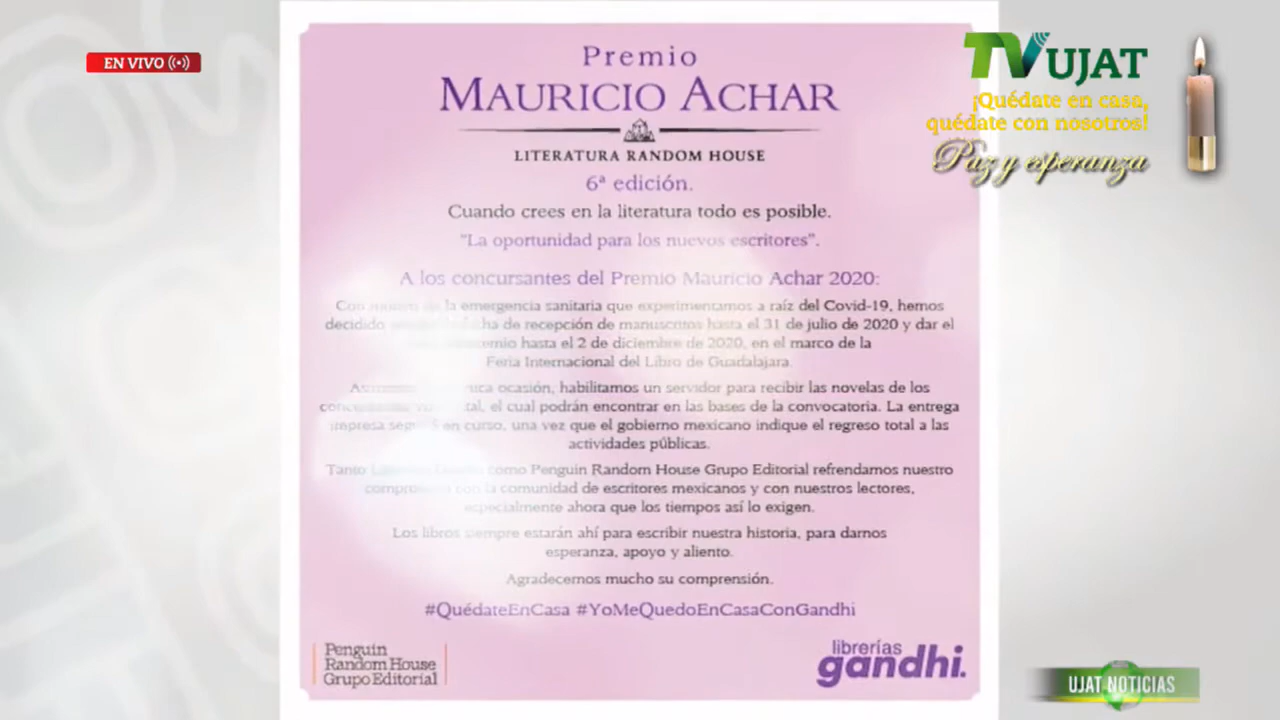 EN VIVO
TVUJAT
¡Quédate en casa,
quédate con nosotros!
Paz y esperanza
Premio
MAURICIO ACHAR
LITERATURA RANDOM HOUSE
6ª edición.
Cuando crees en la literatura todo es posible.
"La oportunidad para los nuevos escritores".
A los concursantes del Premio Mauricio Achar 2020:
Con de la emergencia sanitaria que experimentamos a raíz del Covid-19, hemos
decidido de recepción de manuscritos hasta el 31 de julio de 2020 y dar el
hasta el 2 de diciembre de 2020, en el marco de la
Feria Internacional del Libro de Guadalajara.
ocasión, habilitamos un servidor para recibir las novelas de los
el cual podrán encontrar en las bases de la convocatoria. La entrega
impresa en curso, una vez que el gobierno mexicano indique el regreso total a las
actividades públicas.
Tanto como Penguin Random House Grupo Editorial refrendamos nuestro
con la comunidad de escritores mexicanos y con nuestros lectores,
especialmente ahora que los tiempos así lo exigen.
Los libros siempre estarán ahí para escribir nuestra historia, para darnos
esperanza, apoyo y aliento.
Agradecemos mucho su comprensión.
#QuédateEnCasa #YoMeQuedoEnCasaConGandhi
Penguin
Random House
Grupo Editorial
librerías
gandhi.
UJAT NOTICIAS